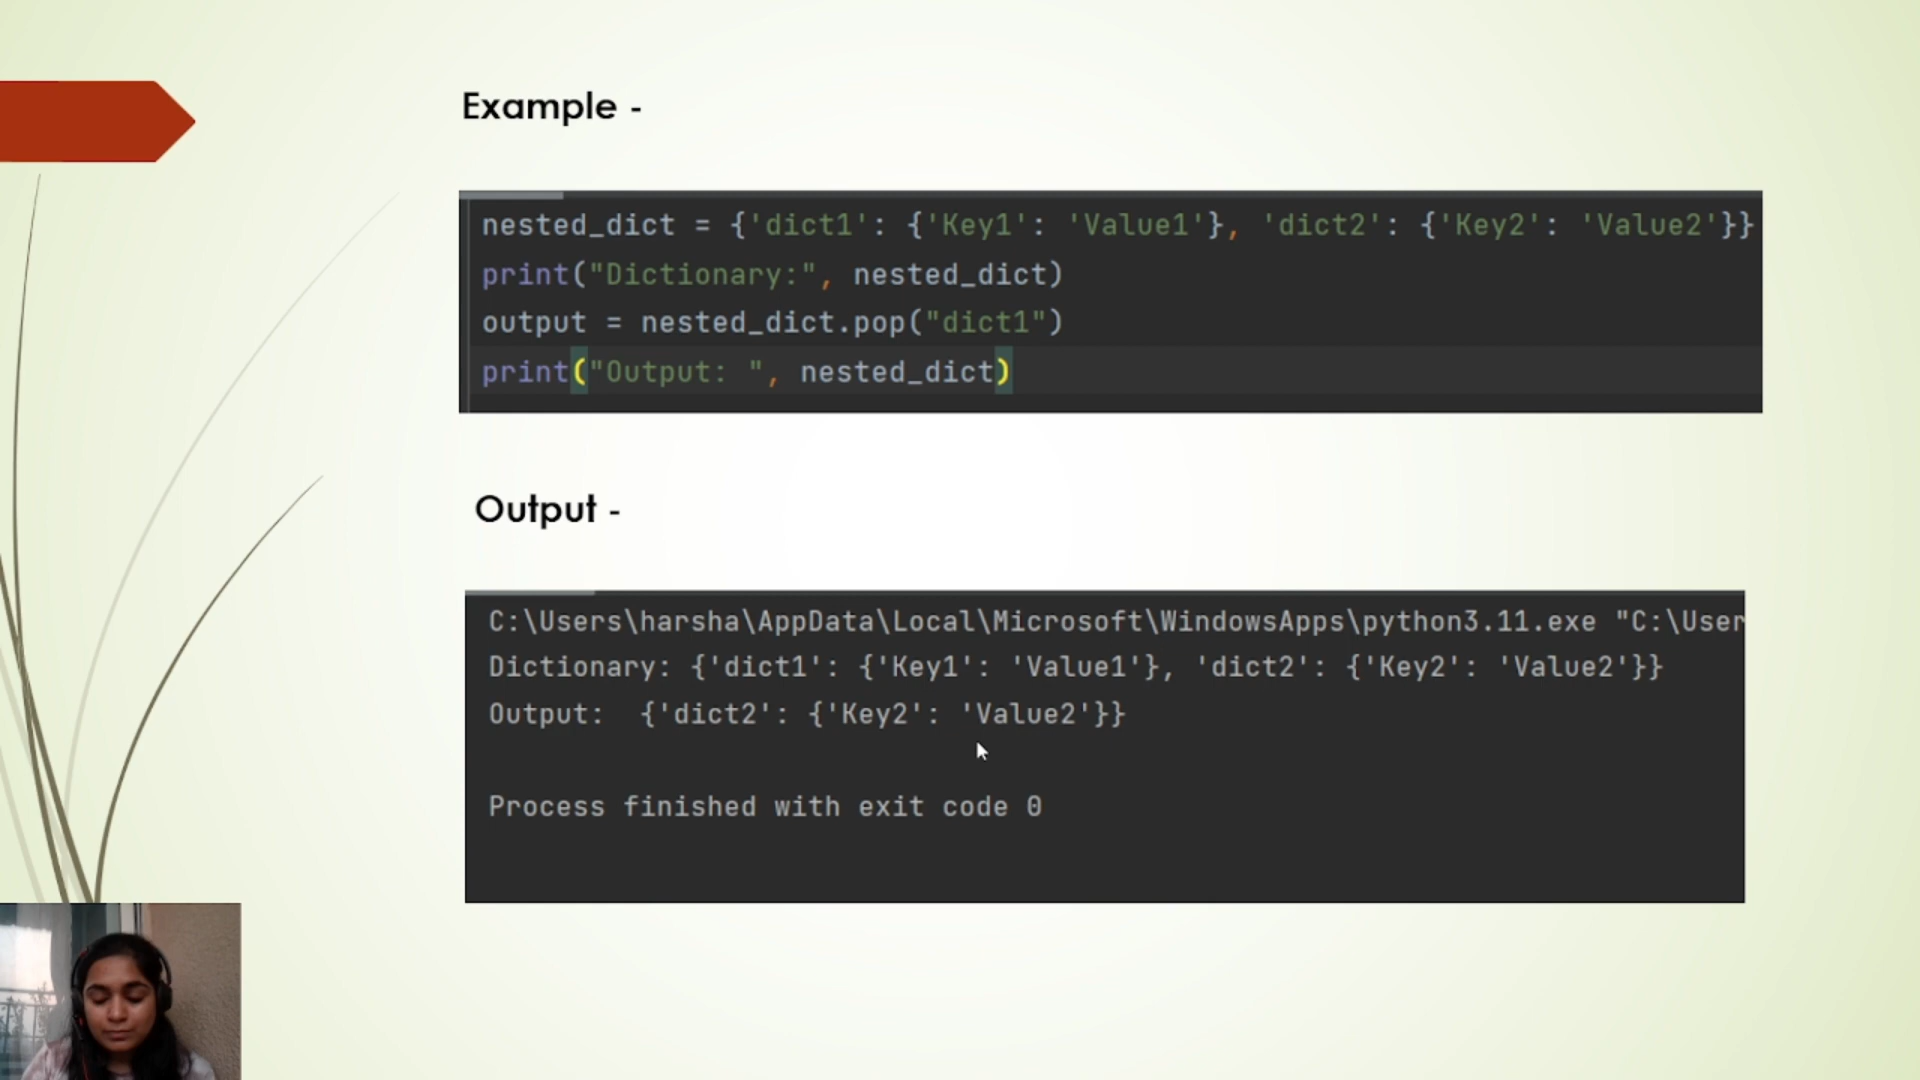 Example -
nested_dict = {'dict1': {'Key1': 'Value1'}, 'dict2': {'Key2': 'Value2'}}
print("Dictionary:", nested_dict)
output = nested_dict.pop("dict1")
print("Output: ", nested_dict)
Output -
C:\Users\harsha\AppData\Local\Microsoft\WindowsApps\python3.11.exe "C:\User
Dictionary: {'dict1': {'Key1': 'Value1'}, 'dict2': {'Key2': 'Value2'}}
Output:  {'dict2': {'Key2': 'Value2'}}
Process finished with exit code 0